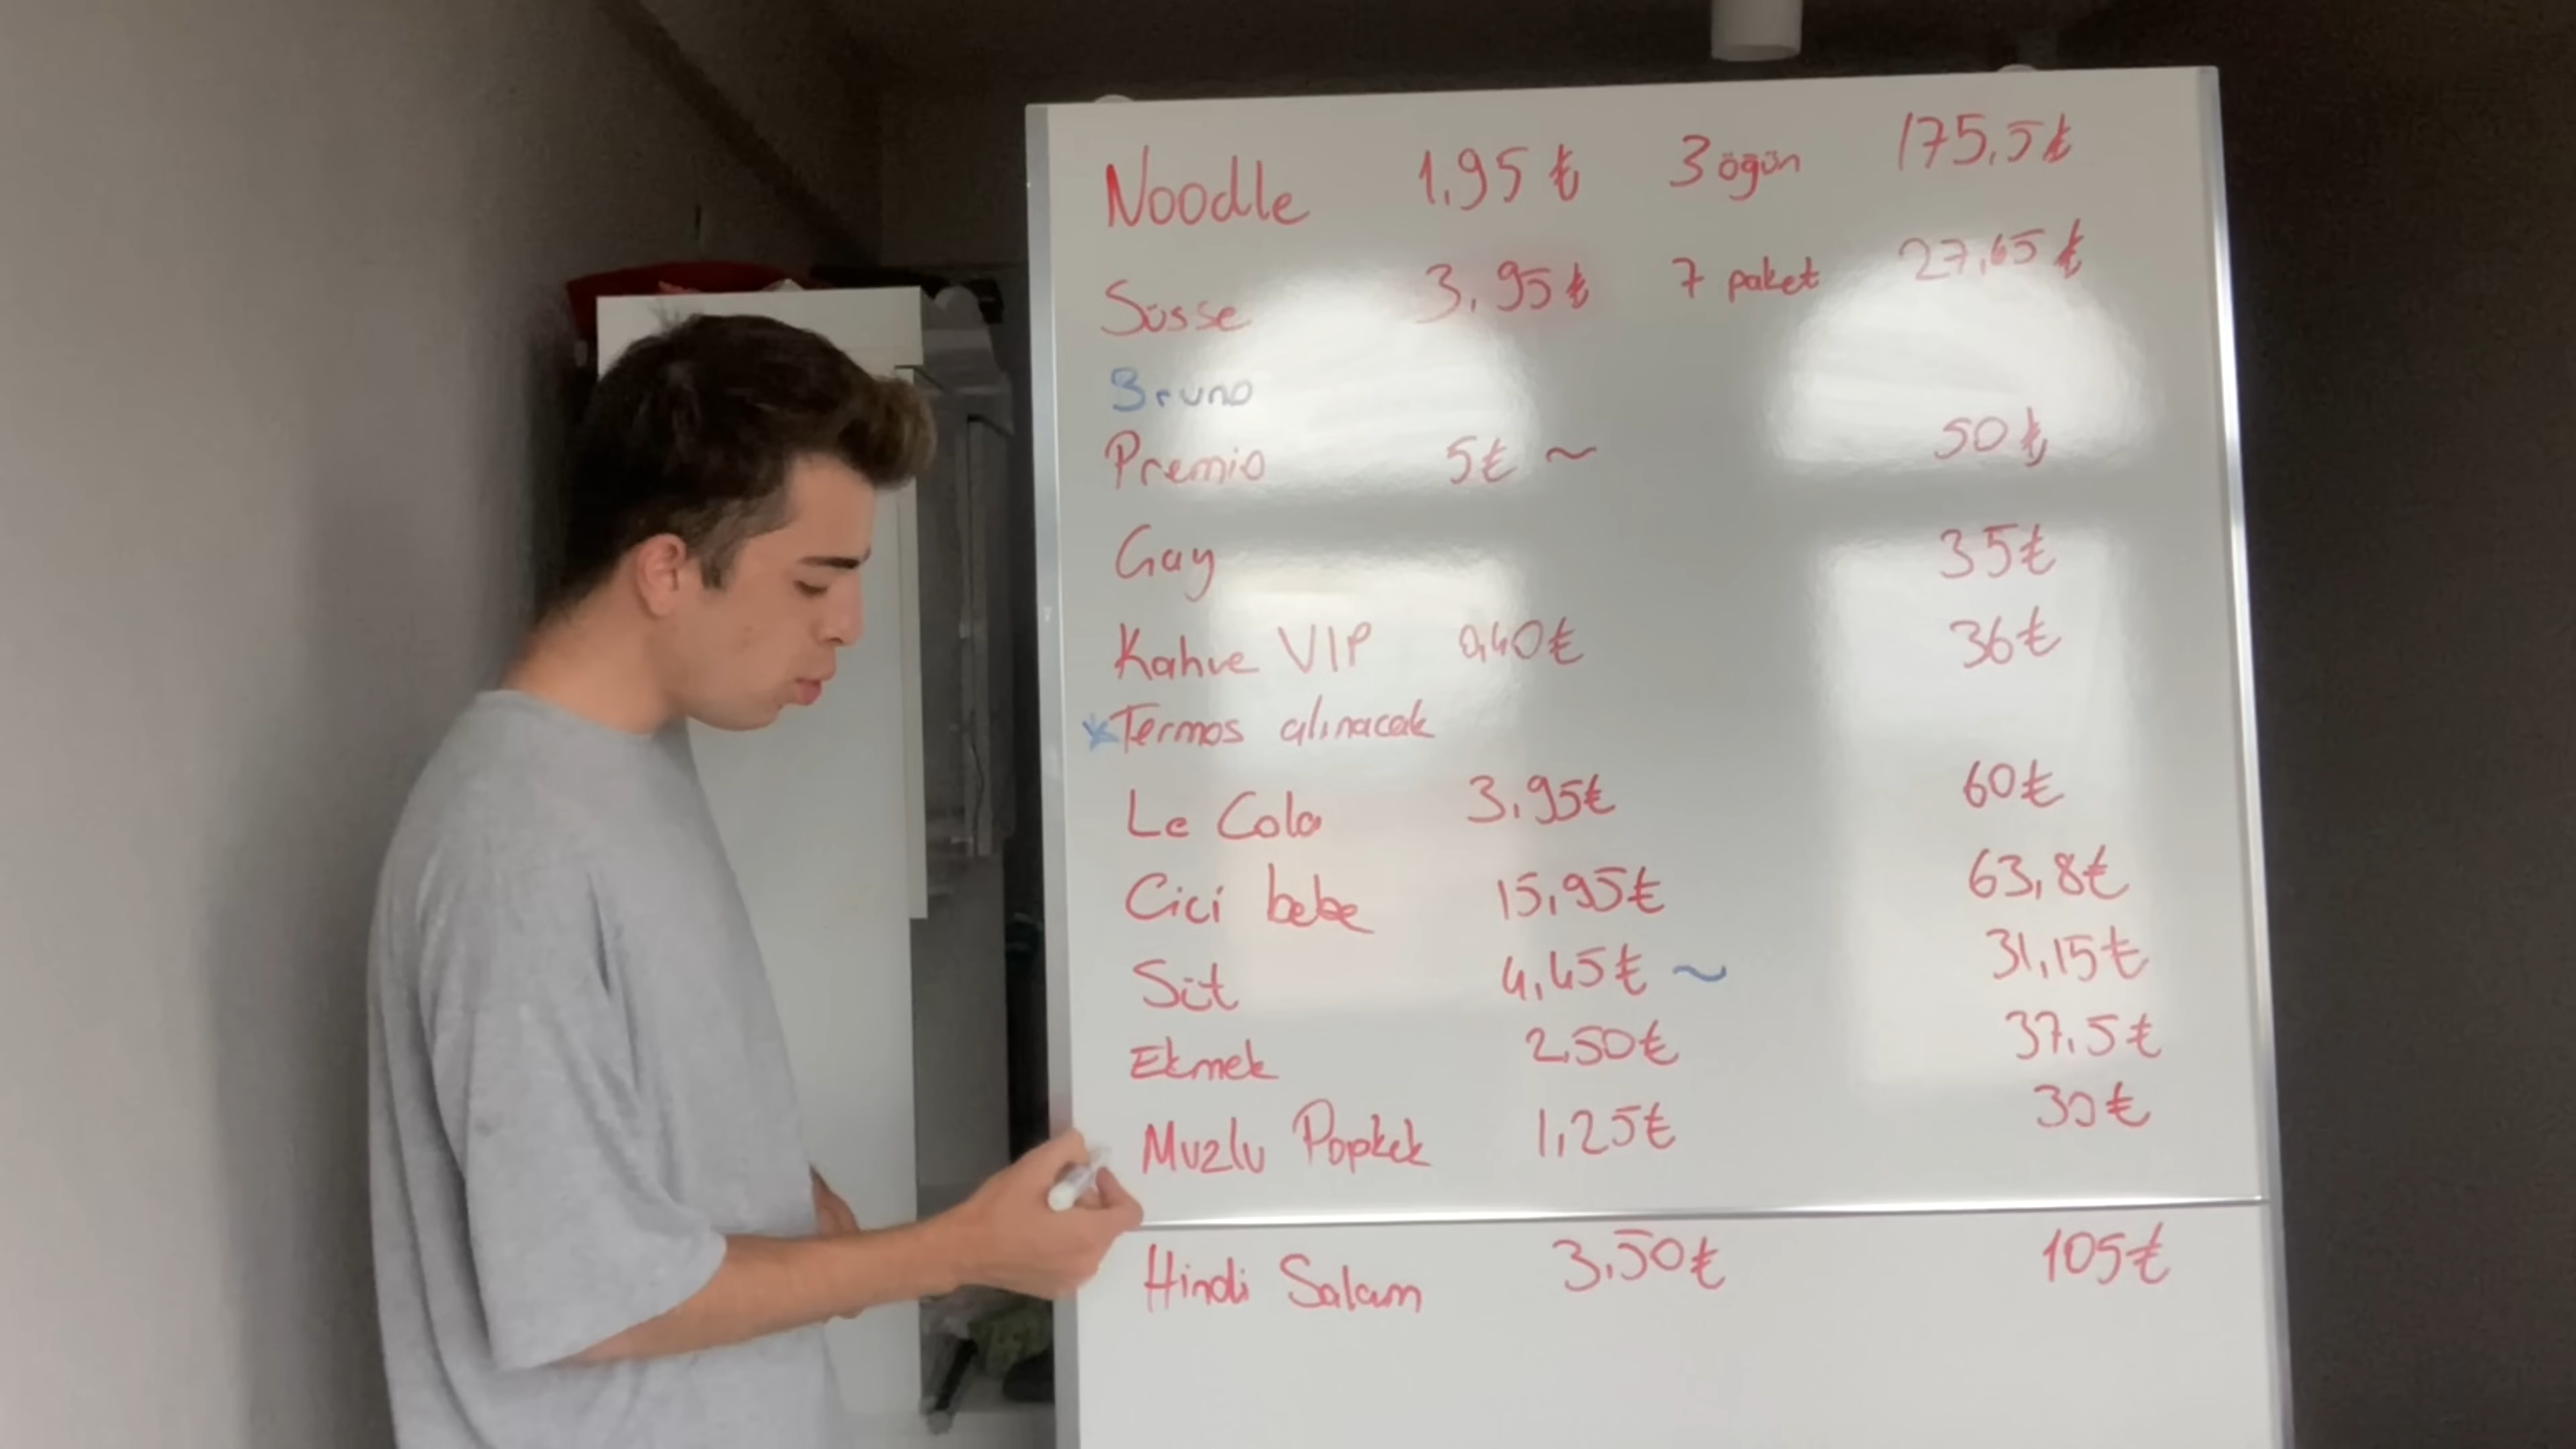 Noodle 1,95 ₺ 3 öğün 175,5 ₺
Süsse 3,95 ₺ 7 paket 27,65 ₺
Bruno
Premio 5 ₺ ~ 50 ₺
Çay 35 ₺
Kahve VIP 0,40 ₺ 36 ₺
*Termos alınacak
Le Cola 3,95 ₺ 60 ₺
Cici bebe 15,95 ₺ 63,8 ₺
Süt 4,45 ₺ ~ 31,15 ₺
Ekmek 2,50 ₺ 37,5 ₺
Muzlu Popkek 1,25 ₺ 30 ₺
Hindi Salam 3,50 ₺ 105 ₺